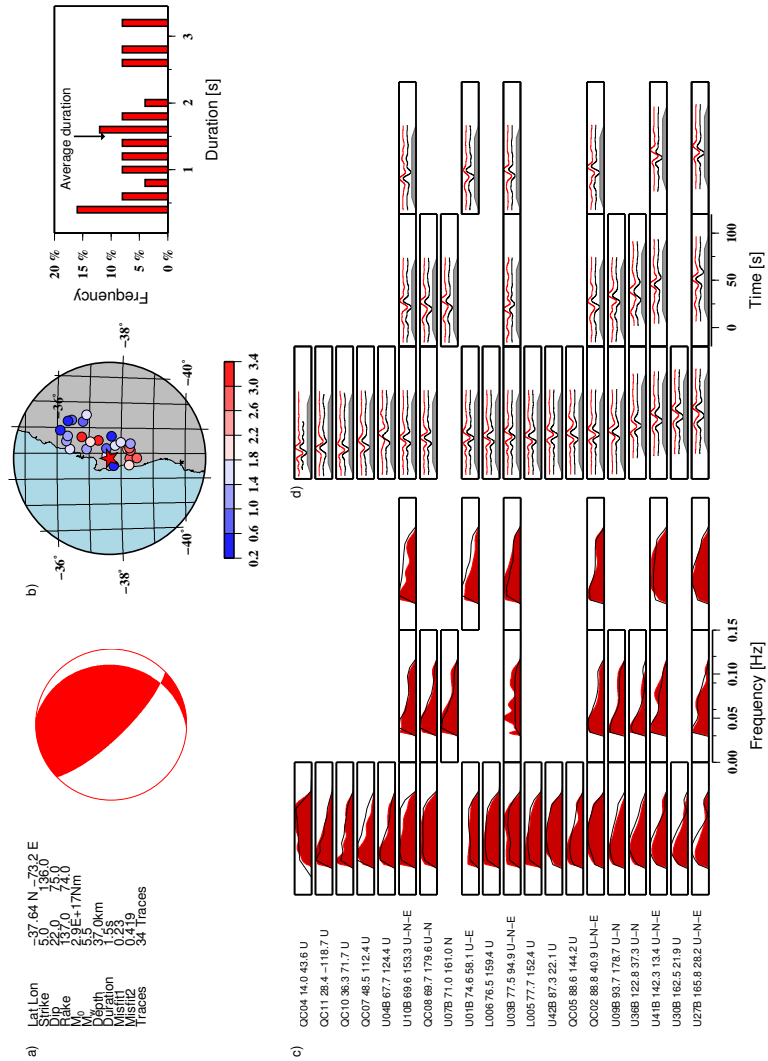 a)
Lat Lon −37.64 N −73.2 E
Strike 5.0 136.0
Dip 22.0 75.0
Rake 137.0 74.0
M0 2.9E+17Nm
Mw 5.5
Depth 37.0km
Duration 1.5s
Misfit1 0.23
Misfit2 0.419
Traces 34 Traces
b)
−36˚
−38˚
−40˚
−36˚
−38˚
−40˚
0.2 0.6 1.0 1.4 1.8 2.2 2.6 3.0 3.4
20 %
15 %
10 %
5 %
0 %
Frequency
Average duration
1 2 3
Duration [s]
c)
QC04 14.0 43.6 U
QC11 28.4 −118.7 U
QC10 36.3 71.7 U
QC07 48.5 112.4 U
U04B 67.7 124.4 U
U10B 69.6 153.3 U−N−E
QC08 69.7 179.6 U−N
U07B 71.0 161.0 N
U01B 74.6 58.1 U−E
L006 76.5 159.4 U
U03B 77.5 94.9 U−N−E
L005 77.7 152.4 U
U42B 87.3 22.1 U
QC05 88.6 144.2 U
QC02 88.9 40.9 U−N−E
U09B 93.7 178.7 U−N
U36B 122.8 37.3 U−N
U41B 142.3 13.4 U−N−E
U30B 162.5 21.9 U
U27B 165.8 28.2 U−N−E
0.00 0.05 0.10 0.15
Frequency [Hz]
d)
0 50 100
Time [s]